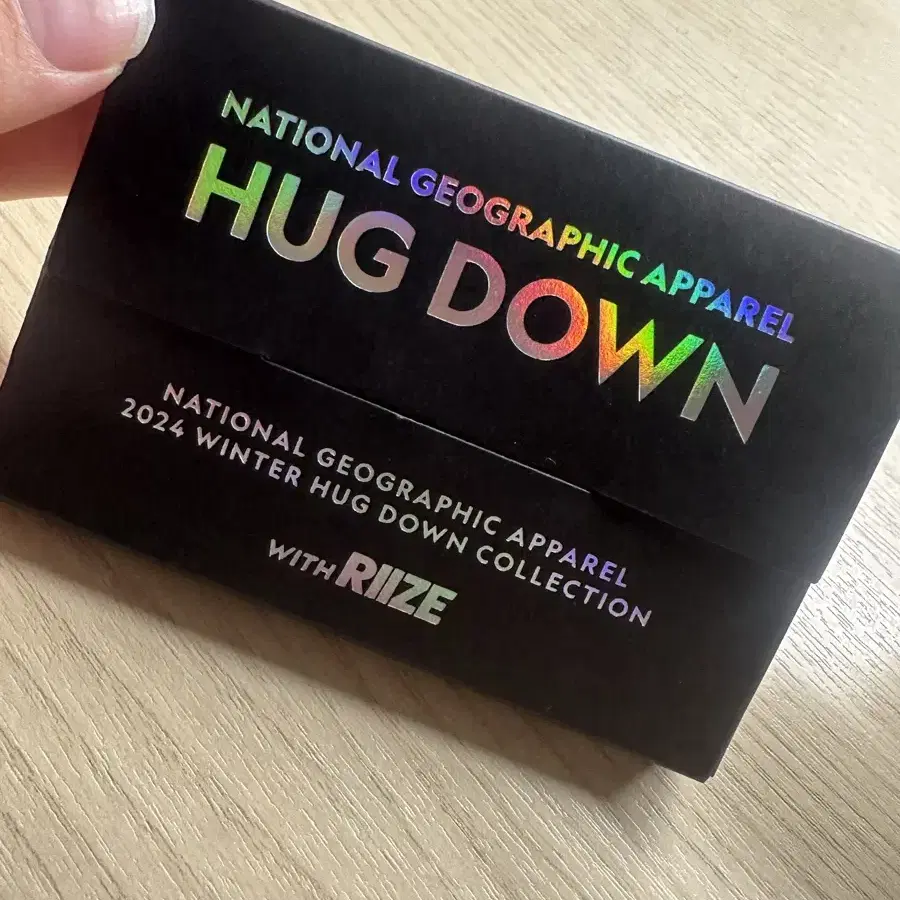 NATIONAL GEOGRAPHIC APPAREL
HUG DOWN
NATIONAL GEOGRAPHIC APPAREL
2024 WINTER HUG DOWN COLLECTION
WITH RIIZE